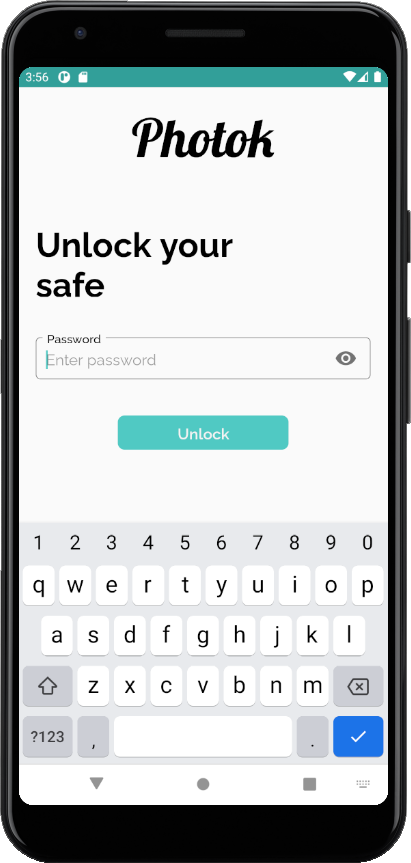 3:56
Photok
Unlock your
safe
Password
Enter password
Unlock
1 2 3 4 5 6 7 8 9 0
q w e r t y u i o p
a s d f g h j k l
z x c v b n m
?123 , .